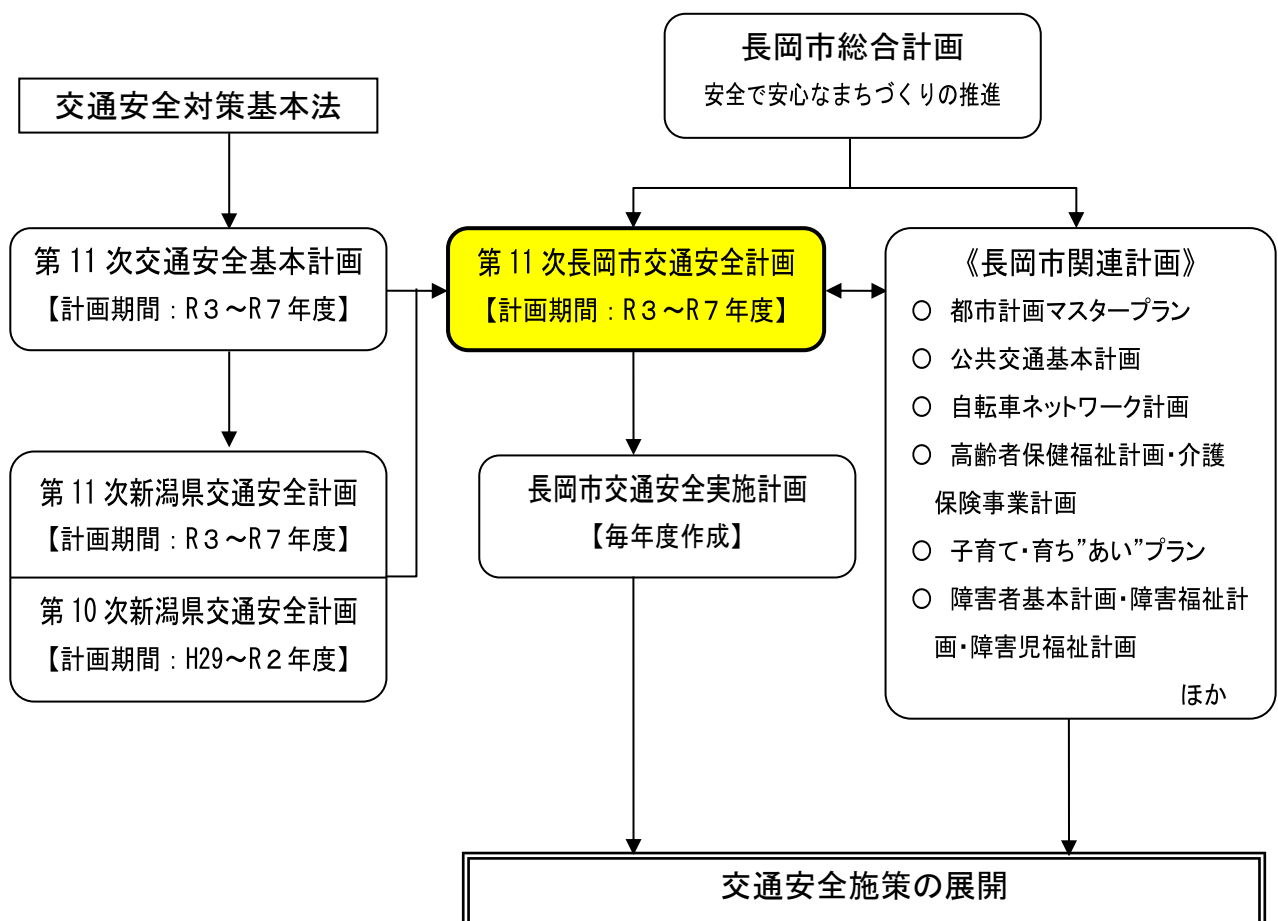 長岡市総合計画
安全で安心なまちづくりの推進
交通安全対策基本法
第11次交通安全基本計画
【計画期間：R3～R7年度】
第11次長岡市交通安全計画
【計画期間：R3～R7年度】
《長岡市関連計画》
○ 都市計画マスタープラン
○ 公共交通基本計画
○ 自転車ネットワーク計画
○ 高齢者保健福祉計画・介護
保険事業計画
○ 子育て・育ち”あい”プラン
○ 障害者基本計画・障害福祉計
画・障害児福祉計画
ほか
第11次新潟県交通安全計画
【計画期間：R3～R7年度】
第10次新潟県交通安全計画
【計画期間：H29～R2年度】
長岡市交通安全実施計画
【毎年度作成】
交通安全施策の展開